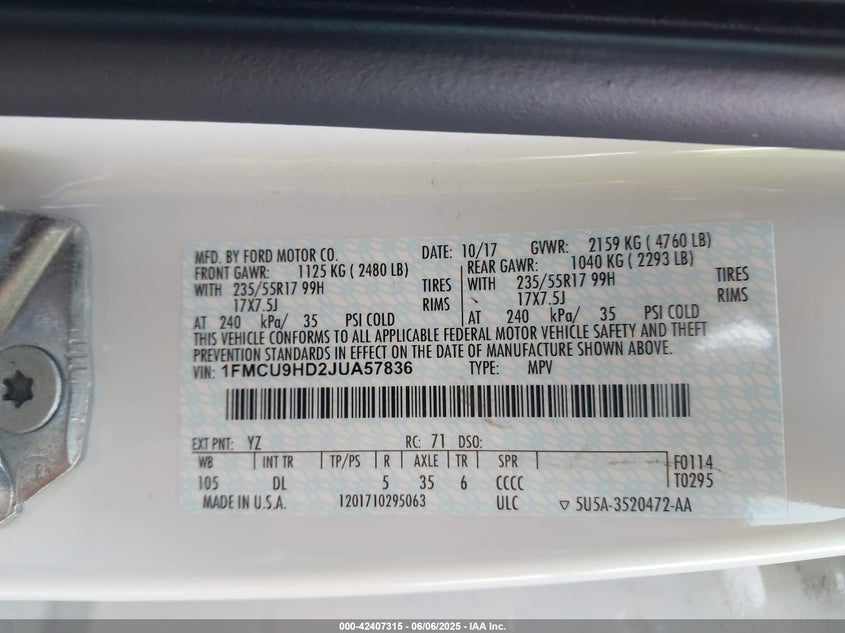 MFD. BY FORD MOTOR CO. DATE: 10/17 GVWR: 2159 KG ( 4760 LB)
FRONT GAWR: 1125 KG ( 2480 LB) REAR GAWR: 1040 KG ( 2293 LB)
WITH 235/55R17 99H TIRES WITH 235/55R17 99H TIRES
17X7.5J RIMS 17X7.5J RIMS
AT 240 kPa/ 35 PSI COLD AT 240 kPa/ 35 PSI COLD
THIS VEHICLE CONFORMS TO ALL APPLICABLE FEDERAL MOTOR VEHICLE SAFETY AND THEFT
PREVENTION STANDARDS IN EFFECT ON THE DATE OF MANUFACTURE SHOWN ABOVE.
VIN: 1FMCU9HD2JUA57836 TYPE: MPV
EXT PNT: YZ RC: 71 DSO:
WB INT TR TP/PS R AXLE TR SPR F0114
105 DL 5 35 6 CCCC T0295
MADE IN U.S.A. 1201710295063 ULC ▽ 5U5A-3520472-AA
000-42407315 - 06/06/2025 - IAA Inc.